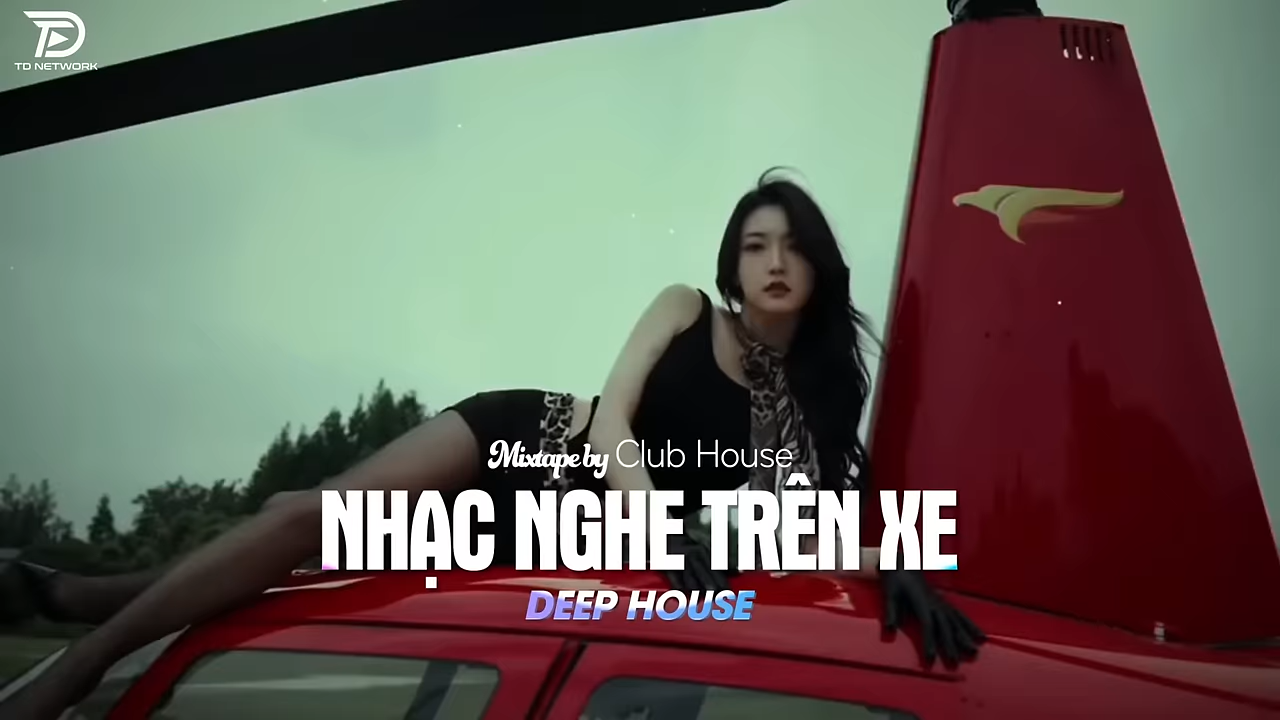 TD NETWORK
Mixtape by Club House
NHẠC NGHE TRÊN XE
DEEP HOUSE